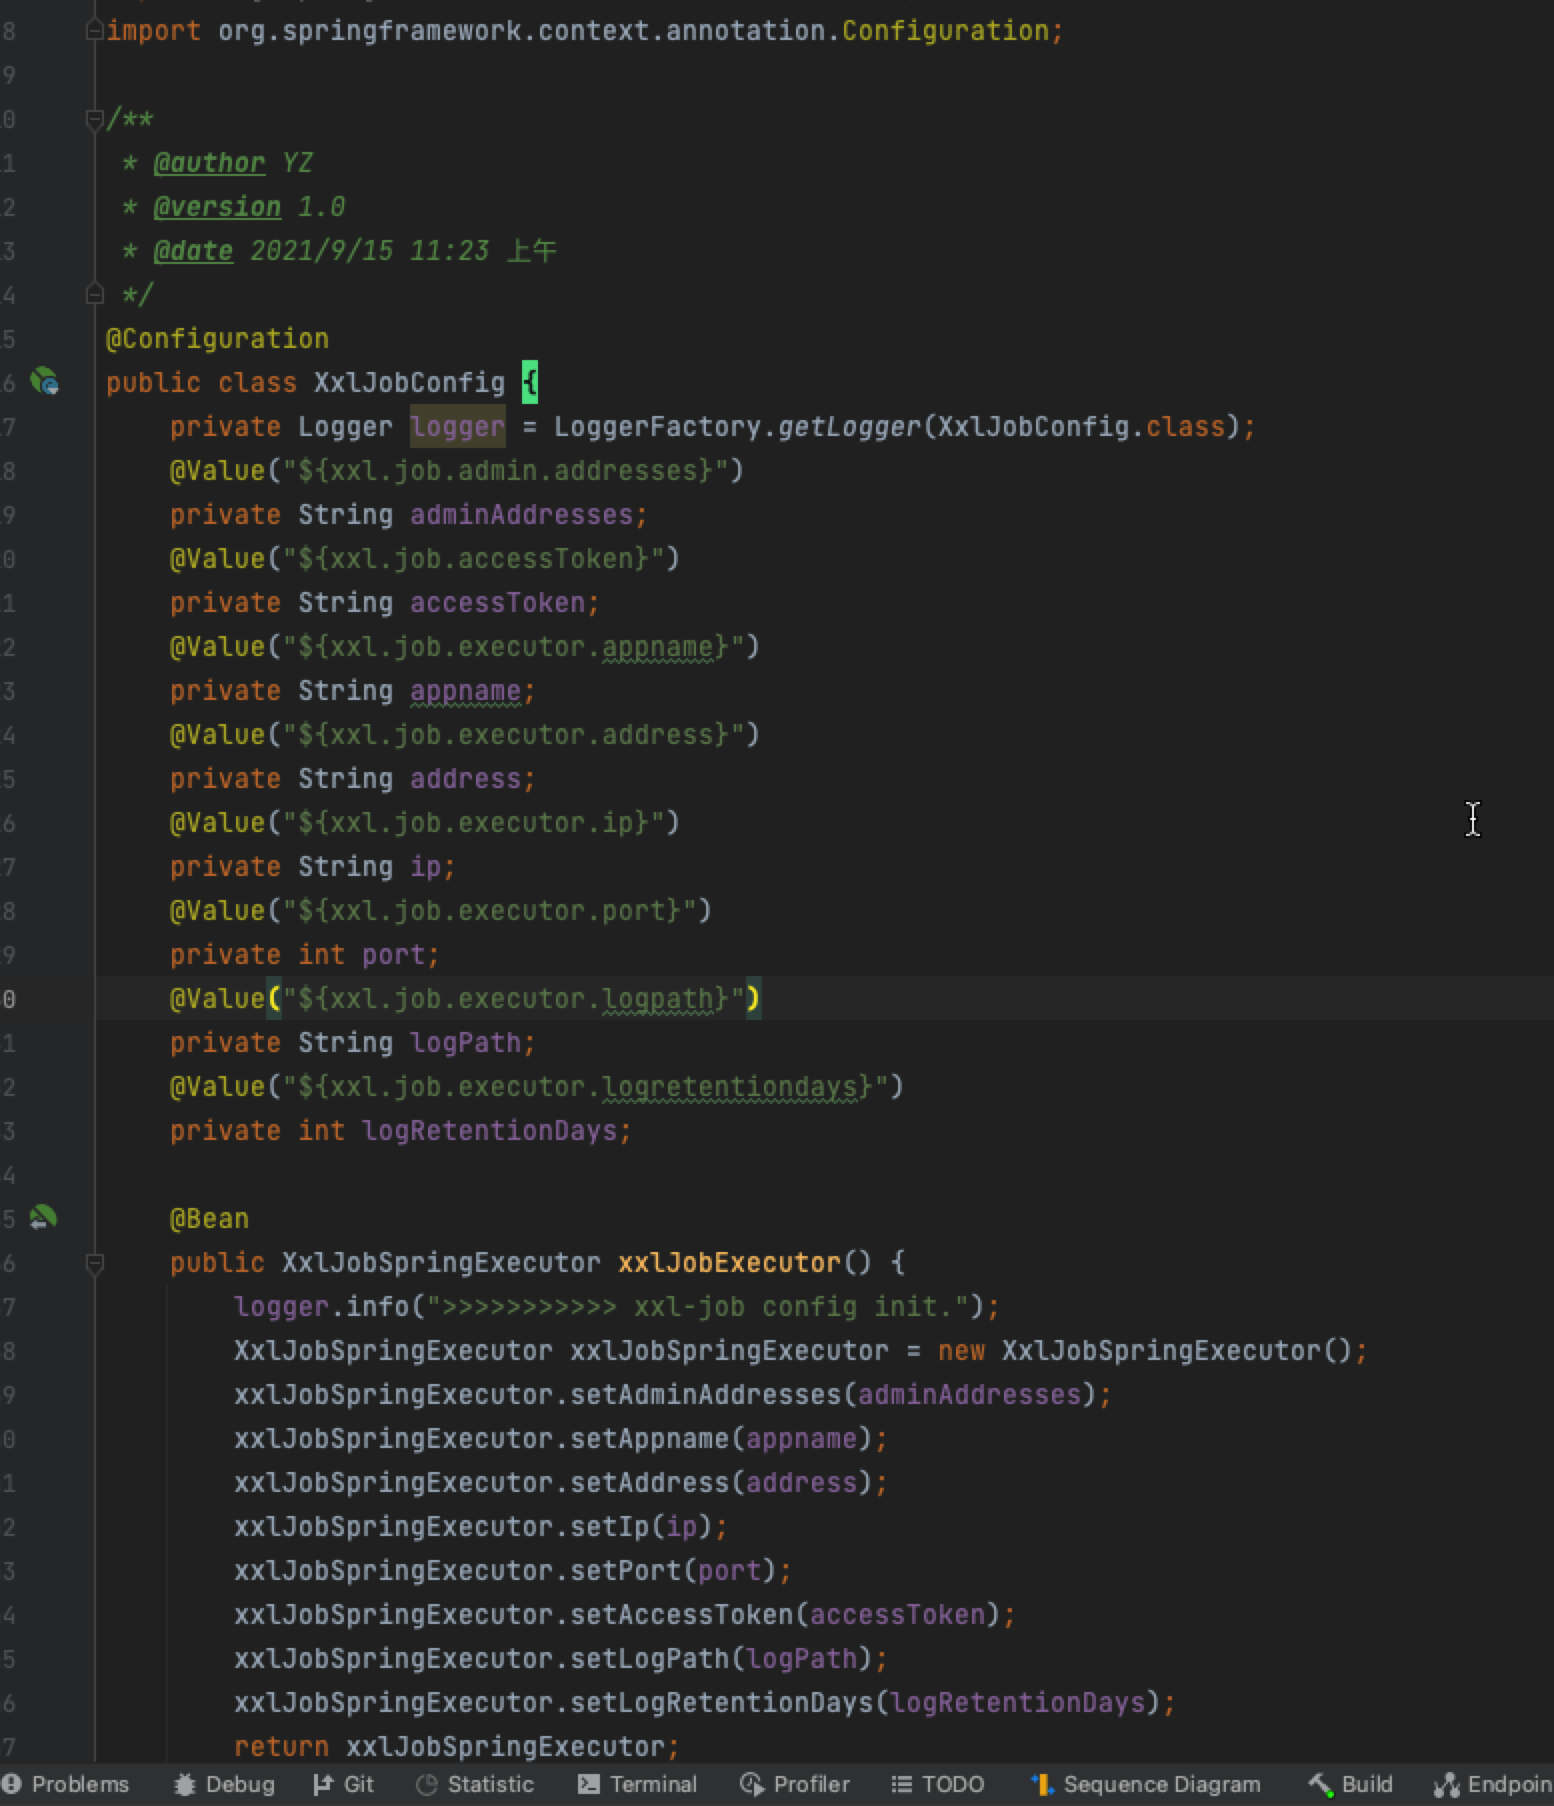 8 import org.springframework.context.annotation.Configuration;
9
0 /**
1 * @author YZ
2 * @version 1.0
3 * @date 2021/9/15 11:23 上午
4 */
5 @Configuration
6 public class XxlJobConfig {
7 private Logger logger = LoggerFactory.getLogger(XxlJobConfig.class);
8 @Value("${xxl.job.admin.addresses}")
9 private String adminAddresses;
0 @Value("${xxl.job.accessToken}")
1 private String accessToken;
2 @Value("${xxl.job.executor.appname}")
3 private String appname;
4 @Value("${xxl.job.executor.address}")
5 private String address;
6 @Value("${xxl.job.executor.ip}")
7 private String ip;
8 @Value("${xxl.job.executor.port}")
9 private int port;
0 @Value("${xxl.job.executor.logpath}")
1 private String logPath;
2 @Value("${xxl.job.executor.logretentiondays}")
3 private int logRetentionDays;
4
5 @Bean
6 public XxlJobSpringExecutor xxlJobExecutor() {
7 logger.info(">>>>>>>>>>> xxl-job config init.");
8 XxlJobSpringExecutor xxlJobSpringExecutor = new XxlJobSpringExecutor();
9 xxlJobSpringExecutor.setAdminAddresses(adminAddresses);
0 xxlJobSpringExecutor.setAppname(appname);
1 xxlJobSpringExecutor.setAddress(address);
2 xxlJobSpringExecutor.setIp(ip);
3 xxlJobSpringExecutor.setPort(port);
4 xxlJobSpringExecutor.setAccessToken(accessToken);
5 xxlJobSpringExecutor.setLogPath(logPath);
6 xxlJobSpringExecutor.setLogRetentionDays(logRetentionDays);
7 return xxlJobSpringExecutor;
Problems Debug Git Statistic Terminal Profiler TODO Sequence Diagram Build Endpoin